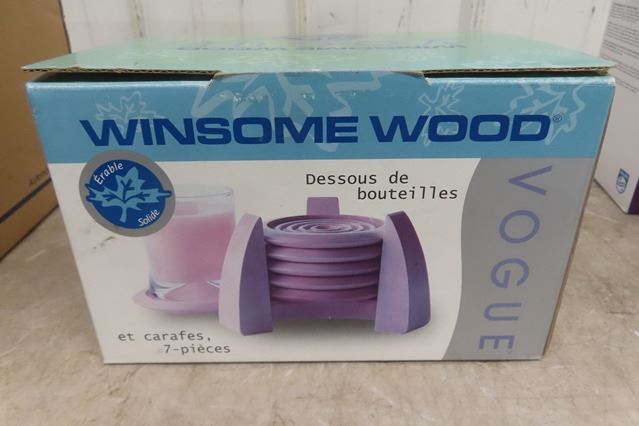 WINSOME WOOD®
Érable
Solide
Dessous de
bouteilles
VOGUE
et carafes,
7-pièces